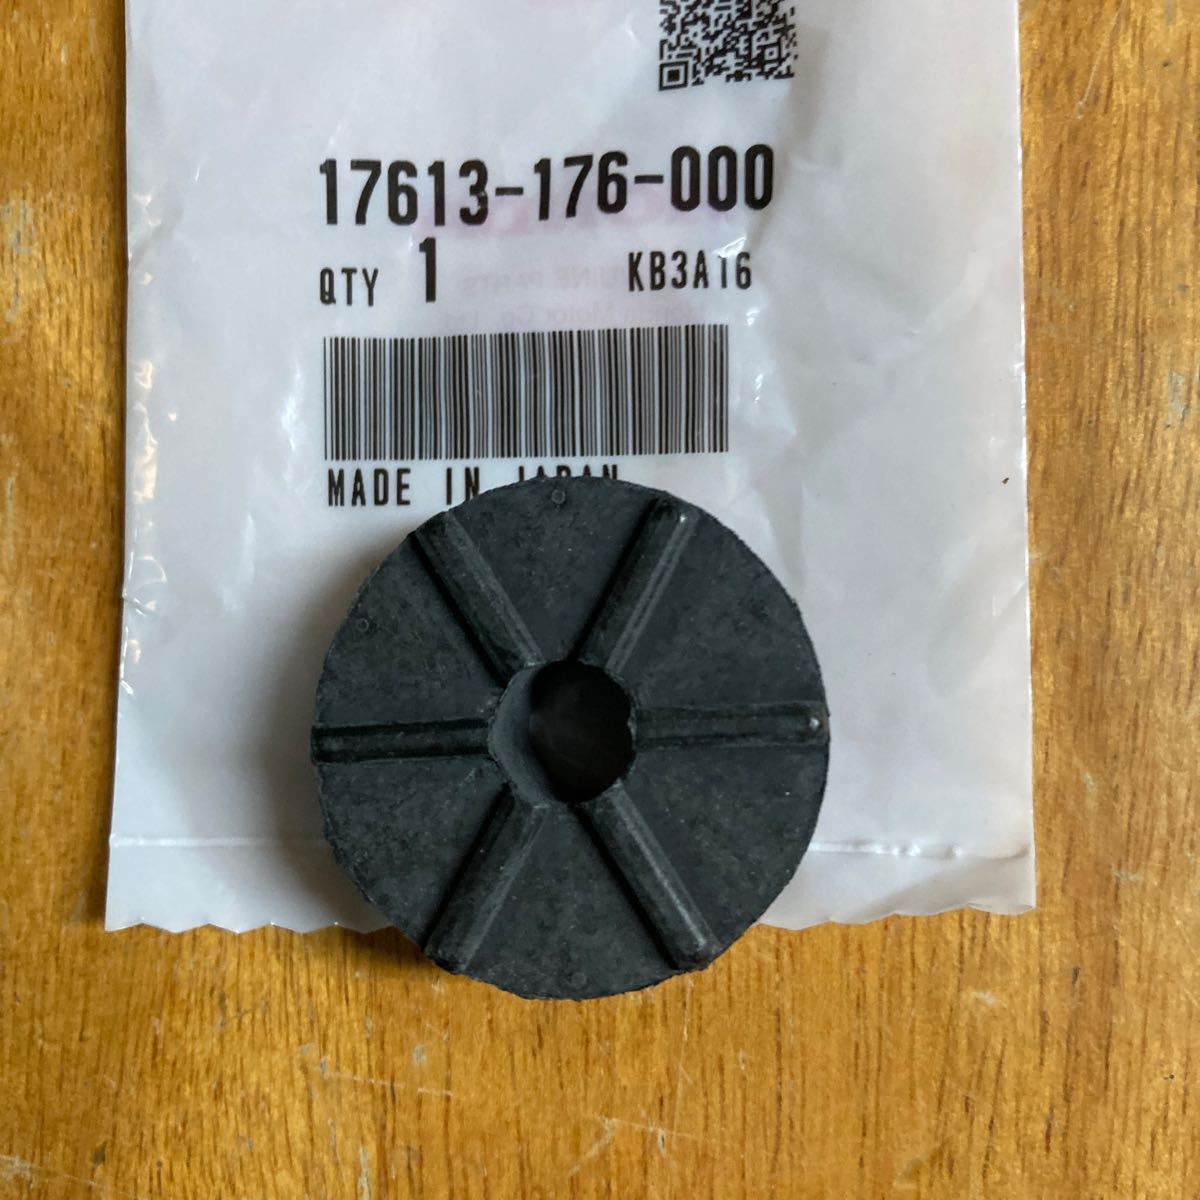 17613-176-000
QTY 1 KB3A16
MADE IN JAPAN